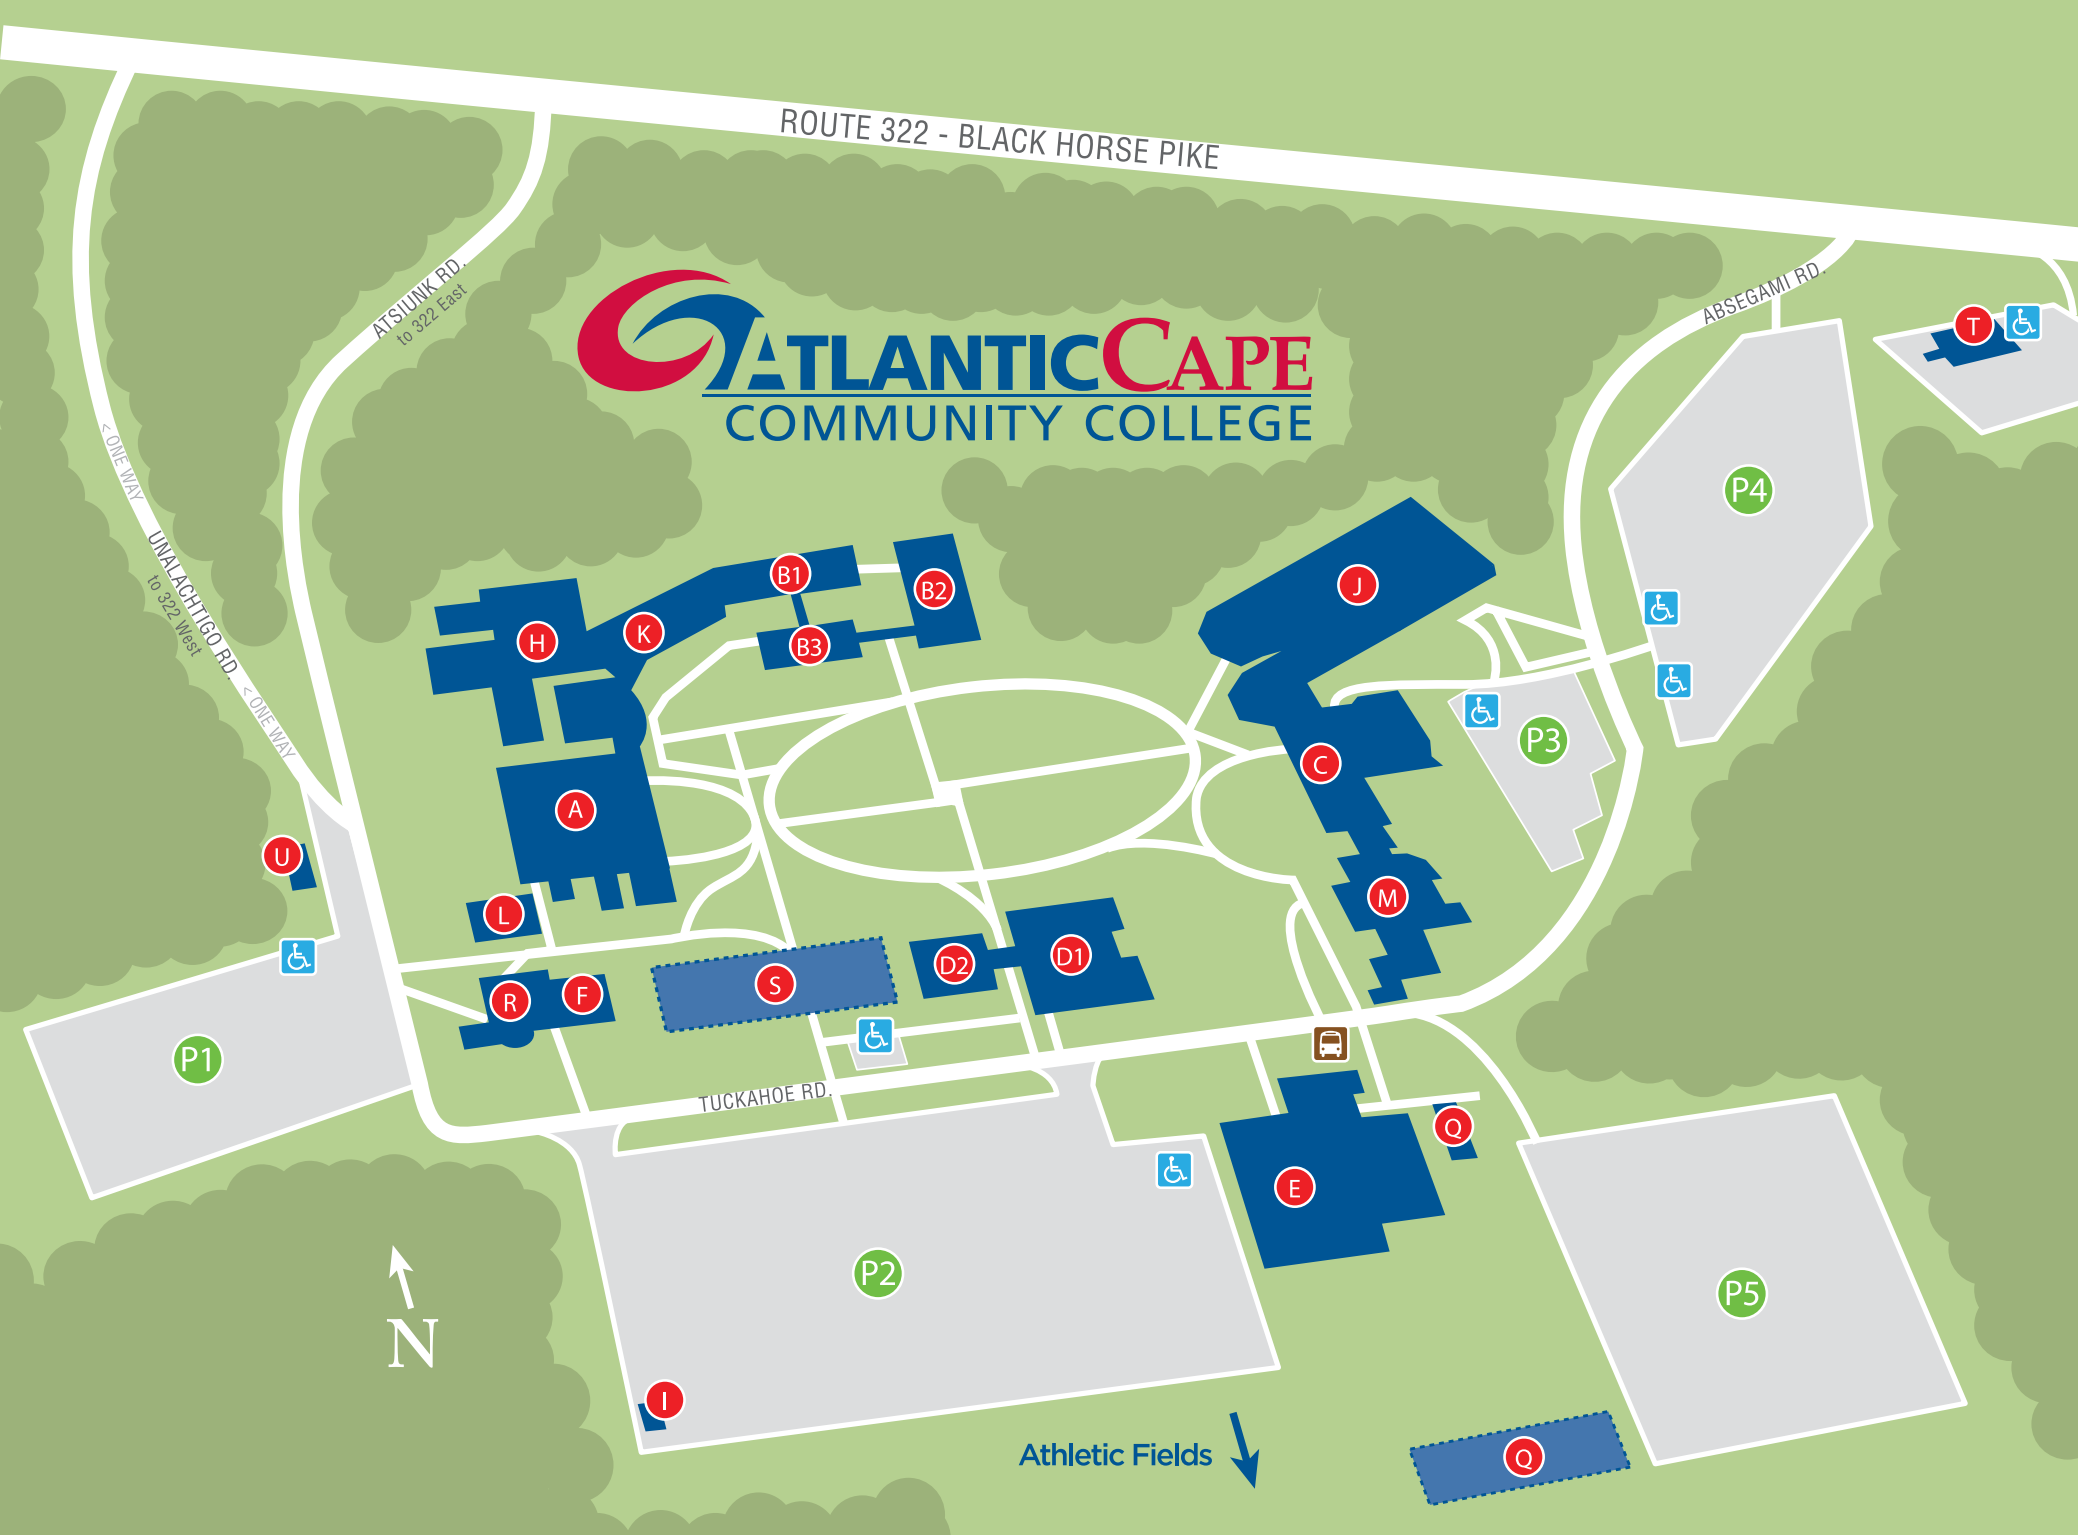 ROUTE 322 - BLACK HORSE PIKE
ATSIUNK RD.
to 322 East
ABSEGAMI RD.
T
ATLANTICCAPE
COMMUNITY COLLEGE
< ONE WAY
UNALACHTIGO RD.
to 322 West
< ONE WAY
P4
B1
B2
J
H
K
B3
P3
C
A
U
M
L
D2
D1
R
F
S
P1
TUCKAHOE RD.
Q
E
P2
P5
N
I
Athletic Fields
Q